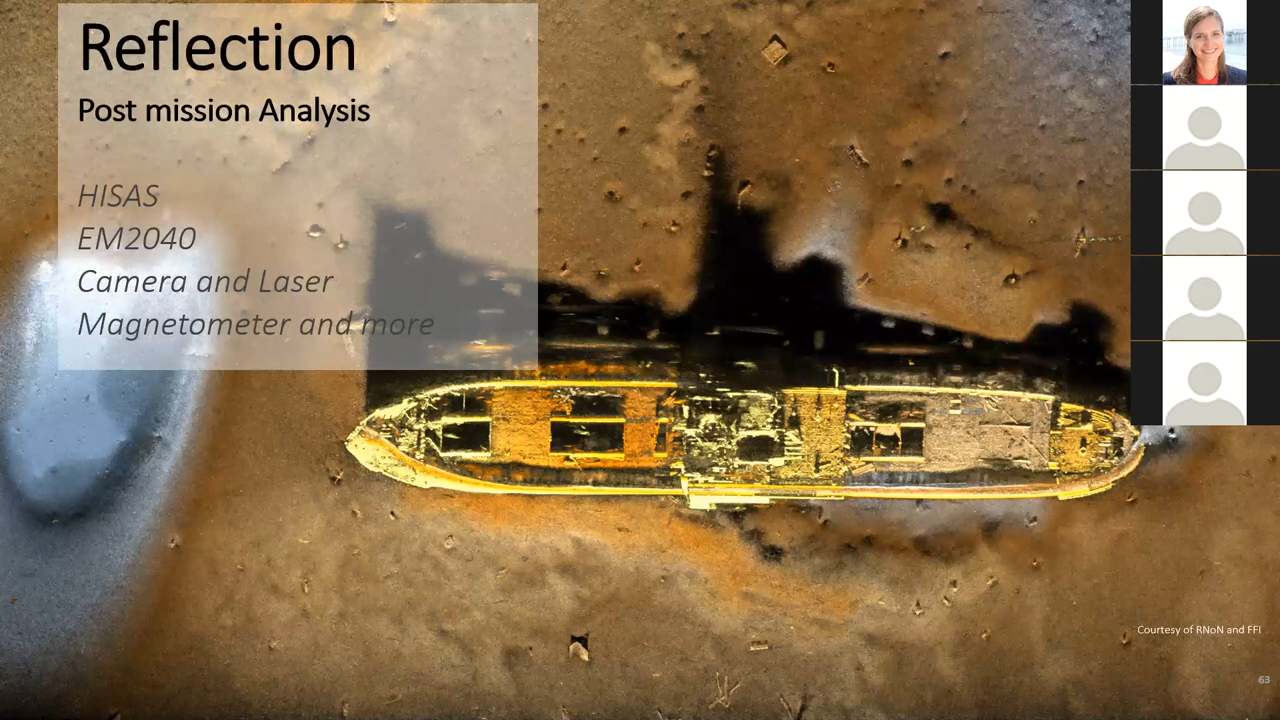 Reflection
Post mission Analysis
HISAS
EM2040
Camera and Laser
Magnetometer and more
Courtesy of RNoN and FFI
63